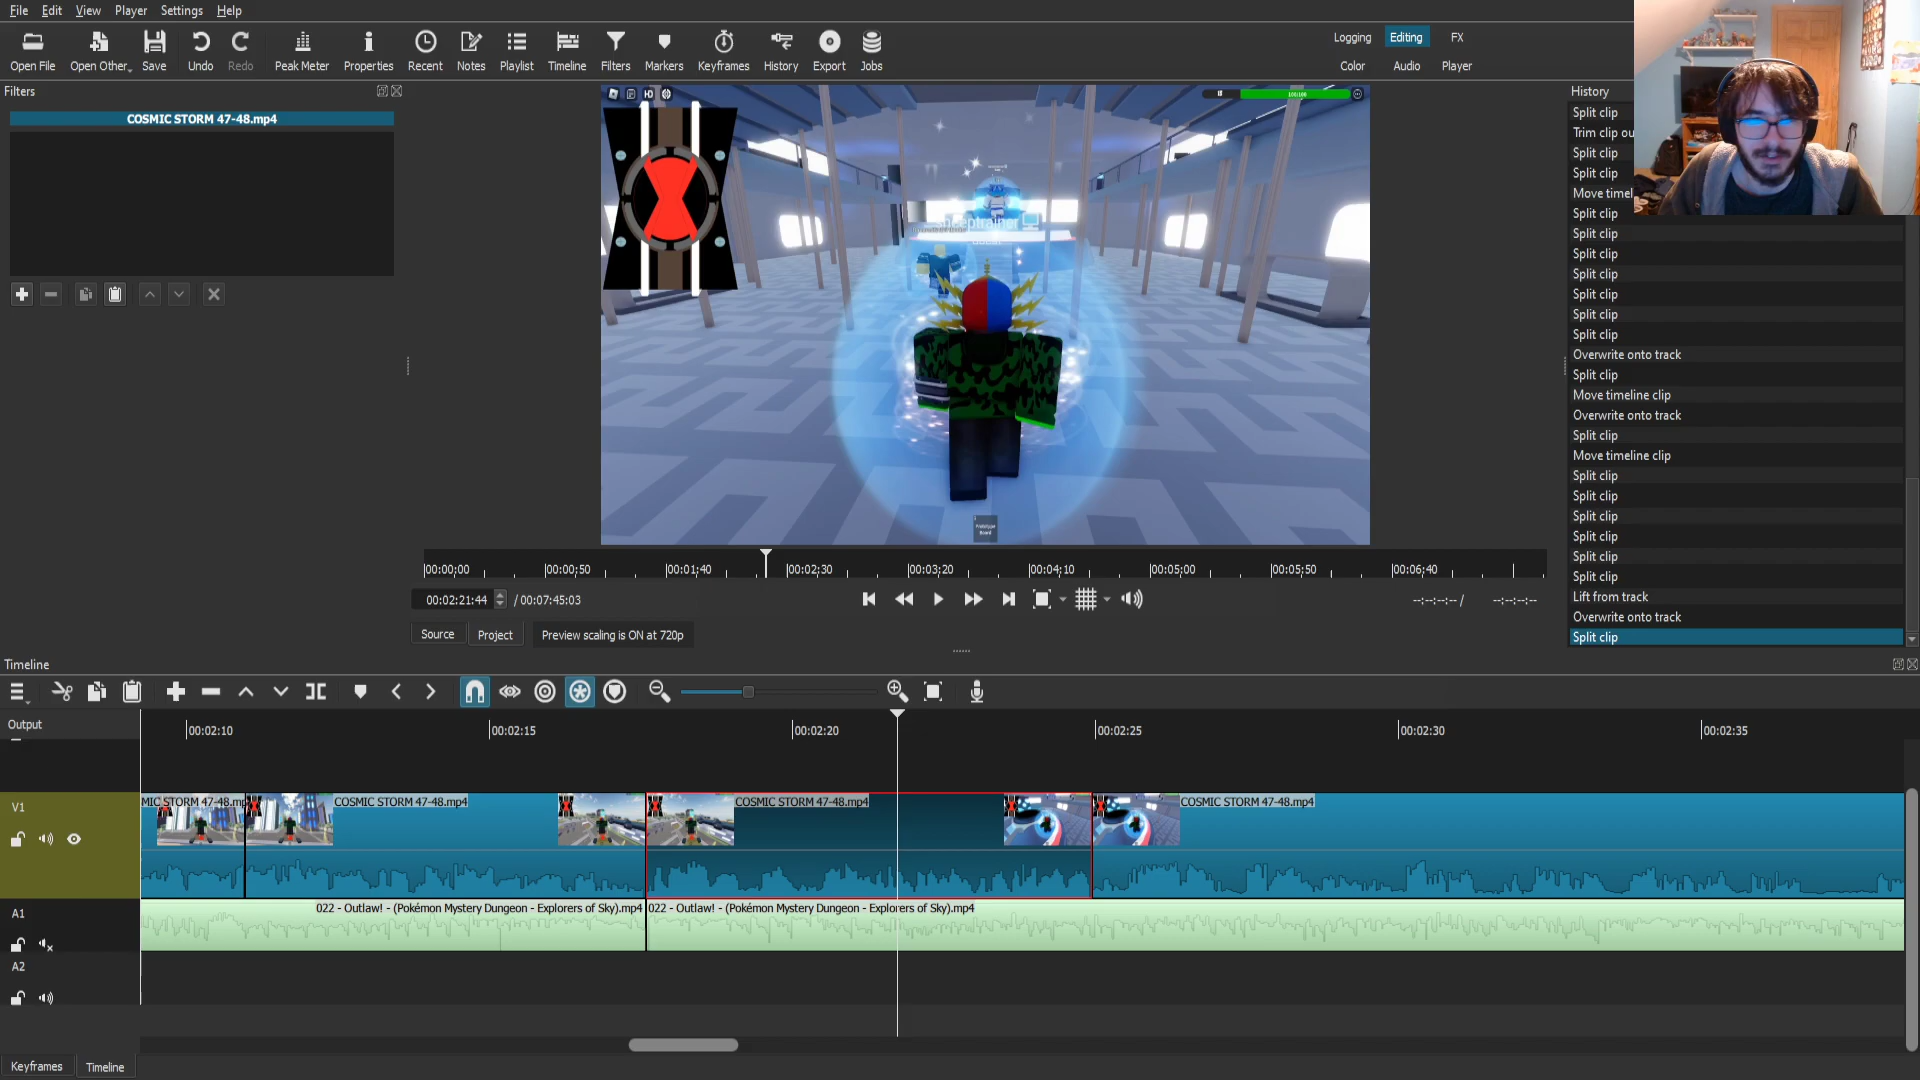 File Edit View Player Settings Help
Open File Open Other... Save Undo Redo Peak Meter Properties Recent Notes Playlist Timeline Filters Markers Keyframes History Export Jobs
Logging Editing FX
Color Audio Player
Filters
COSMIC STORM 47-48.mp4
HD
100/100
Prototype
00:00;00 00:00;50 00:01;40 00:02;30 00:03;20 00:04;10 00:05;00 00:05;50 00:06;40
00:02:21:44 / 00:07:45:03
--:--:--:-- / --:--:--:--
Source Project Preview scaling is ON at 720p
History
Split clip
Trim clip ou
Split clip
Split clip
Move timel
Split clip
Split clip
Split clip
Split clip
Split clip
Split clip
Split clip
Overwrite onto track
Split clip
Move timeline clip
Overwrite onto track
Split clip
Move timeline clip
Split clip
Split clip
Split clip
Split clip
Split clip
Split clip
Lift from track
Overwrite onto track
Split clip
Timeline
Output
00:02:10 00:02:15 00:02:20 00:02:25 00:02:30 00:02:35
V1
MIC STORM 47-48.mp COSMIC STORM 47-48.mp4 COSMIC STORM 47-48.mp4 COSMIC STORM 47-48.mp4
A1
022 - Outlaw! - (Pokémon Mystery Dungeon - Explorers of Sky).mp4 022 - Outlaw! - (Pokémon Mystery Dungeon - Explorers of Sky).mp4
A2
Keyframes Timeline